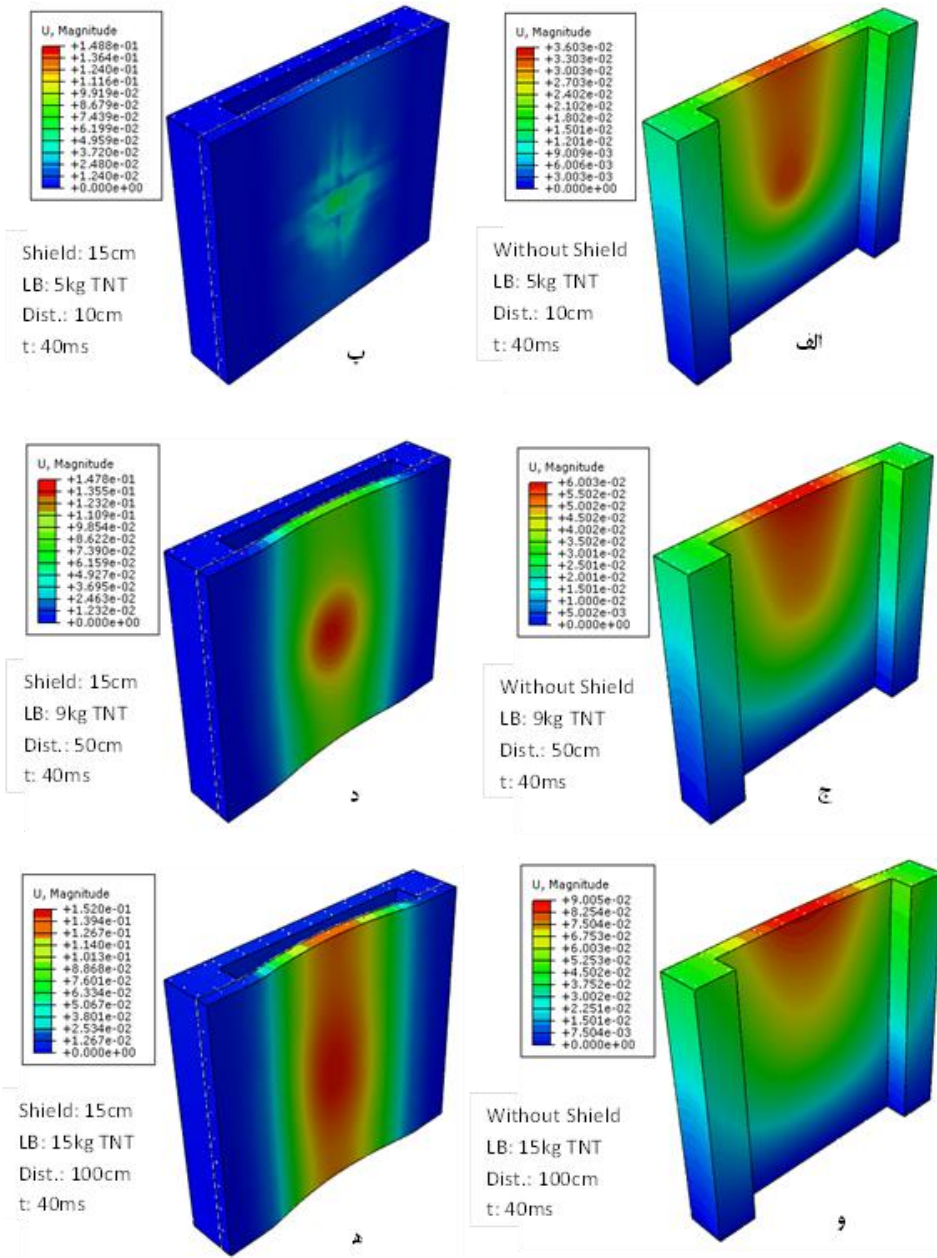 U, Magnitude
+1.488e-01
+1.364e-01
+1.240e-01
+1.116e-01
+9.919e-02
+8.679e-02
+7.439e-02
+6.199e-02
+4.959e-02
+3.720e-02
+2.480e-02
+1.240e-02
+0.000e+00
Shield: 15cm
LB: 5kg TNT
Dist.: 10cm
t: 40ms
ب
U, Magnitude
+3.603e-02
+3.303e-02
+3.003e-02
+2.703e-02
+2.402e-02
+2.102e-02
+1.802e-02
+1.501e-02
+1.201e-02
+9.009e-03
+6.006e-03
+3.003e-03
+0.000e+00
Without Shield
LB: 5kg TNT
Dist.: 10cm
t: 40ms
الف
U, Magnitude
+1.478e-01
+1.355e-01
+1.232e-01
+1.109e-01
+9.854e-02
+8.622e-02
+7.390e-02
+6.159e-02
+4.927e-02
+3.695e-02
+2.463e-02
+1.232e-02
+0.000e+00
Shield: 15cm
LB: 9kg TNT
Dist.: 50cm
t: 40ms
د
U, Magnitude
+6.003e-02
+5.502e-02
+5.002e-02
+4.502e-02
+4.002e-02
+3.502e-02
+3.001e-02
+2.501e-02
+2.001e-02
+1.501e-02
+1.000e-02
+5.002e-03
+0.000e+00
Without Shield
LB: 9kg TNT
Dist.: 50cm
t: 40ms
ج
U, Magnitude
+1.520e-01
+1.394e-01
+1.267e-01
+1.140e-01
+1.013e-01
+8.868e-02
+7.601e-02
+6.334e-02
+5.067e-02
+3.801e-02
+2.534e-02
+1.267e-02
+0.000e+00
Shield: 15cm
LB: 15kg TNT
Dist.: 100cm
t: 40ms
ه
U, Magnitude
+9.005e-02
+8.254e-02
+7.504e-02
+6.753e-02
+6.003e-02
+5.253e-02
+4.502e-02
+3.752e-02
+3.002e-02
+2.251e-02
+1.501e-02
+7.504e-03
+0.000e+00
Without Shield
LB: 15kg TNT
Dist.: 100cm
t: 40ms
و